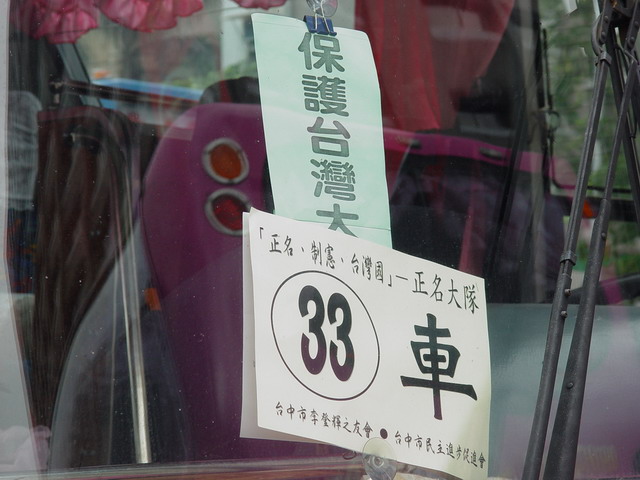 保護台灣大
「正名、制憲、台灣國」—正名大隊
33 車
台中市李登輝之友會 • 台中市民主進步促進會